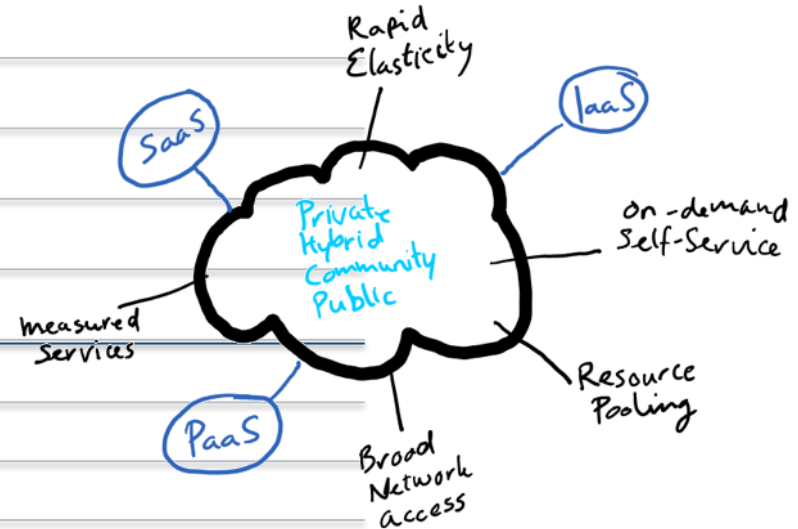 Rapid
Elasticity
IaaS
SaaS
Private
Hybrid
Community
Public
on-demand
Self-Service
measured
services
Resource
Pooling
PaaS
Broad
Network
access